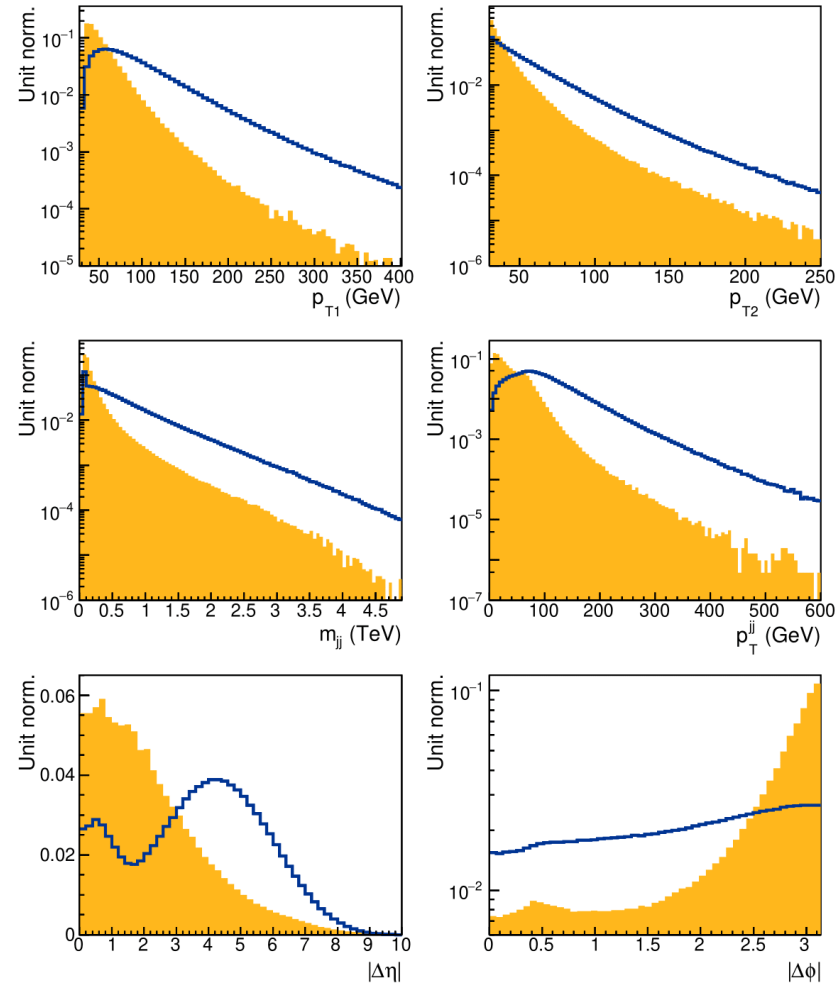 Unit norm.
10⁻¹
10⁻²
10⁻³
10⁻⁴
10⁻⁵
50 100 150 200 250 300 350 400
p_T1 (GeV)
Unit norm.
10⁻¹
10⁻²
10⁻³
10⁻⁴
10⁻⁵
10⁻⁶
50 100 150 200 250
p_T2 (GeV)
Unit norm.
10⁻²
10⁻⁴
10⁻⁶
0 0.5 1 1.5 2 2.5 3 3.5 4 4.5
m_jj (TeV)
Unit norm.
10⁻¹
10⁻³
10⁻⁵
10⁻⁷
0 100 200 300 400 500 600
p_T^jj (GeV)
Unit norm.
0.06
0.04
0.02
0
0 1 2 3 4 5 6 7 8 9 10
|Δη|
Unit norm.
10⁻¹
10⁻²
0 0.5 1 1.5 2 2.5 3
|Δϕ|